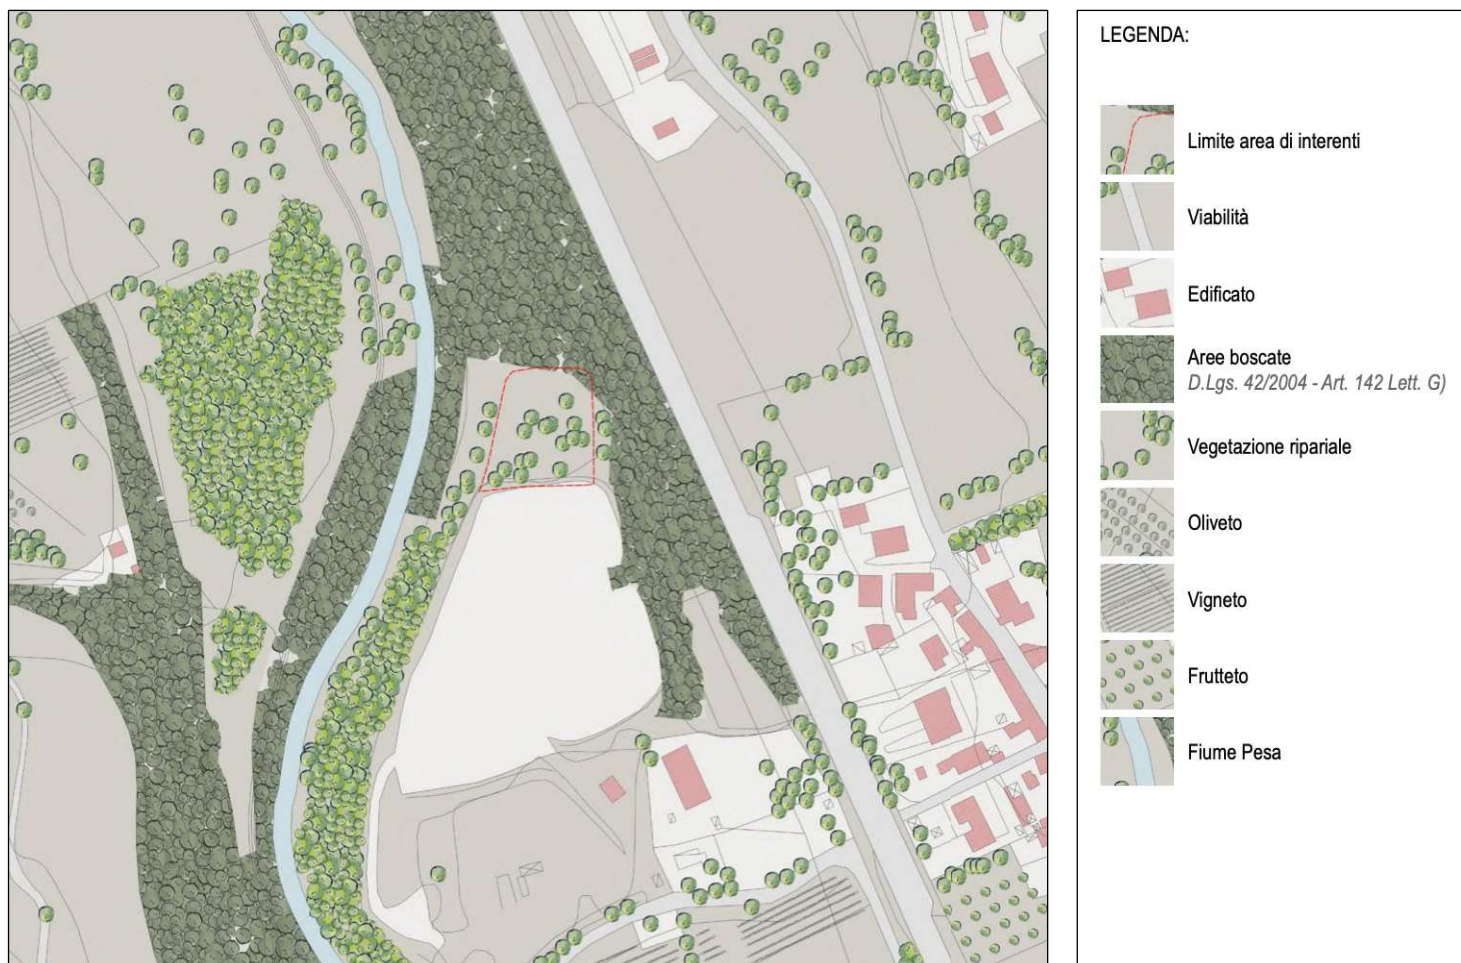 LEGENDA:
Limite area di interenti
Viabilità
Edificato
Aree boscate
D.Lgs. 42/2004 - Art. 142 Lett. G)
Vegetazione ripariale
Oliveto
Vigneto
Frutteto
Fiume Pesa